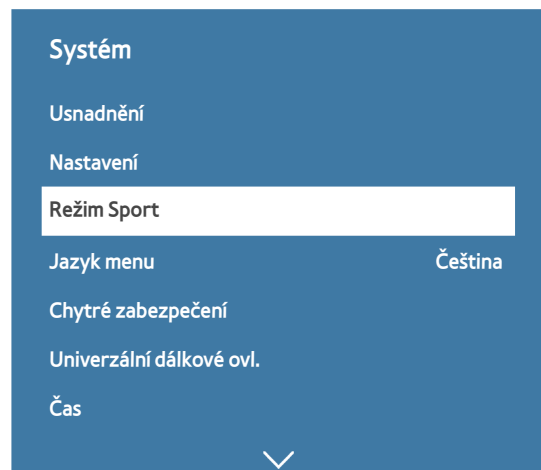 Systém
Usnadnění
Nastavení
Režim Sport
Jazyk menu Čeština
Chytré zabezpečení
Univerzální dálkové ovl.
Čas